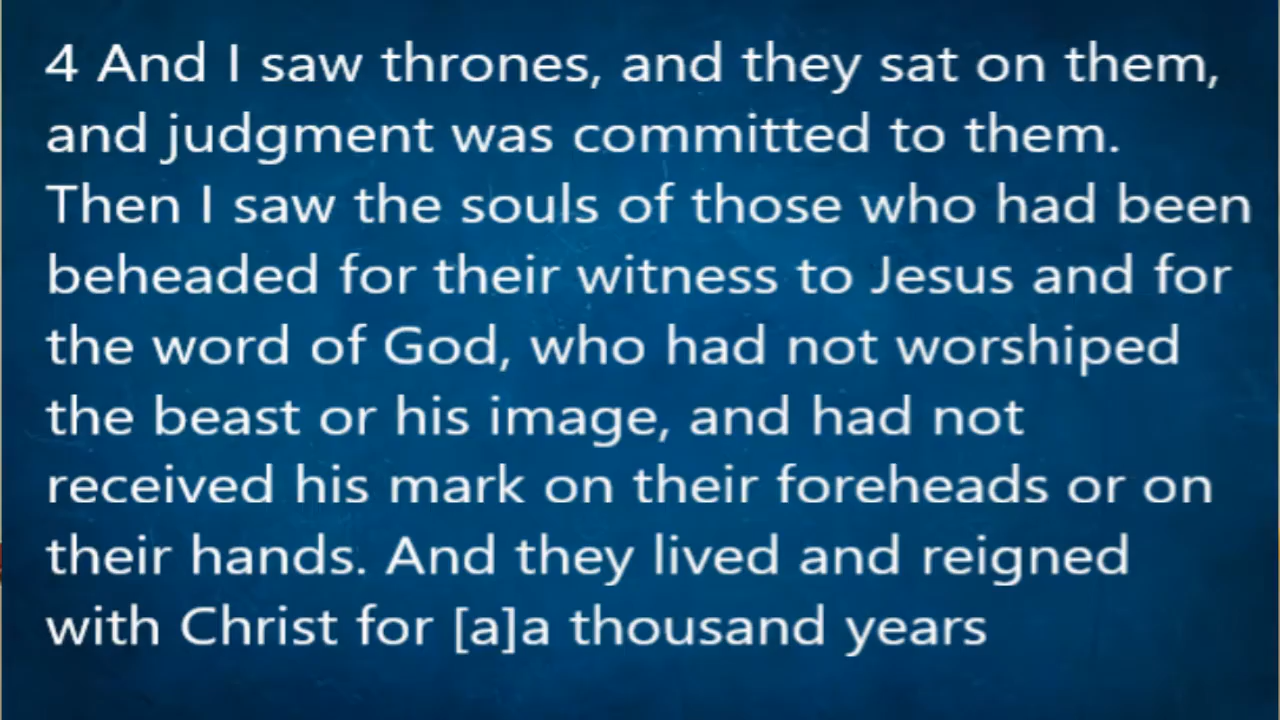 4 And I saw thrones, and they sat on them,
and judgment was committed to them.
Then I saw the souls of those who had been
beheaded for their witness to Jesus and for
the word of God, who had not worshiped
the beast or his image, and had not
received his mark on their foreheads or on
their hands. And they lived and reigned
with Christ for [a]a thousand years